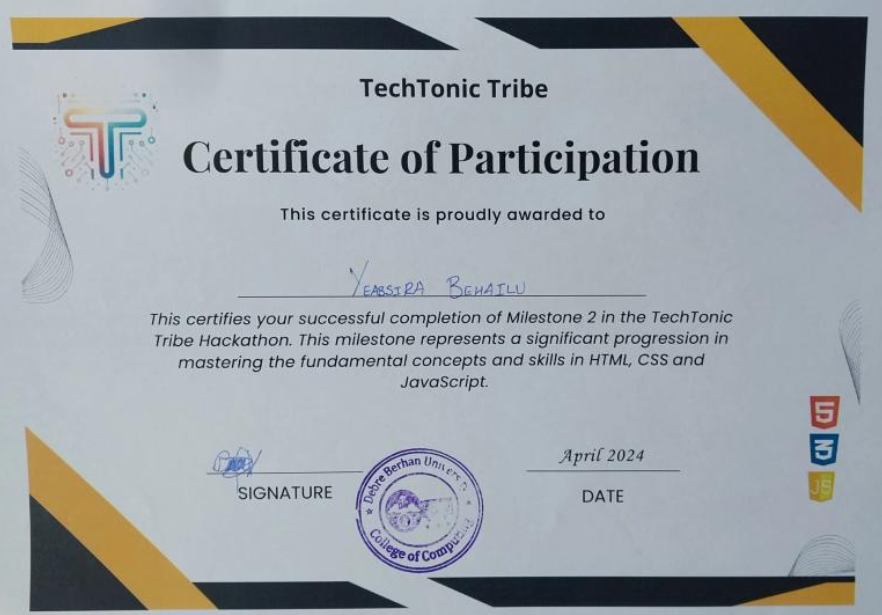 TechTonic Tribe
Certificate of Participation
This certificate is proudly awarded to
YEABSIRA BEHAILU
This certifies your successful completion of Milestone 2 in the TechTonic
Tribe Hackathon. This milestone represents a significant progression in
mastering the fundamental concepts and skills in HTML, CSS and
JavaScript.
5
3
JS
April 2024
SIGNATURE
DATE
Debre Berhan University
College of Computing